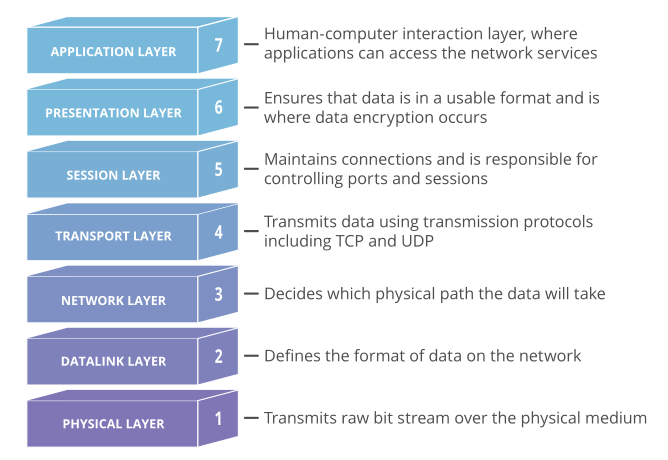 APPLICATION LAYER 7
Human-computer interaction layer, where
applications can access the network services
PRESENTATION LAYER 6
Ensures that data is in a usable format and is
where data encryption occurs
SESSION LAYER 5
Maintains connections and is responsible for
controlling ports and sessions
TRANSPORT LAYER 4
Transmits data using transmission protocols
including TCP and UDP
NETWORK LAYER 3
Decides which physical path the data will take
DATALINK LAYER 2
Defines the format of data on the network
PHYSICAL LAYER 1
Transmits raw bit stream over the physical medium